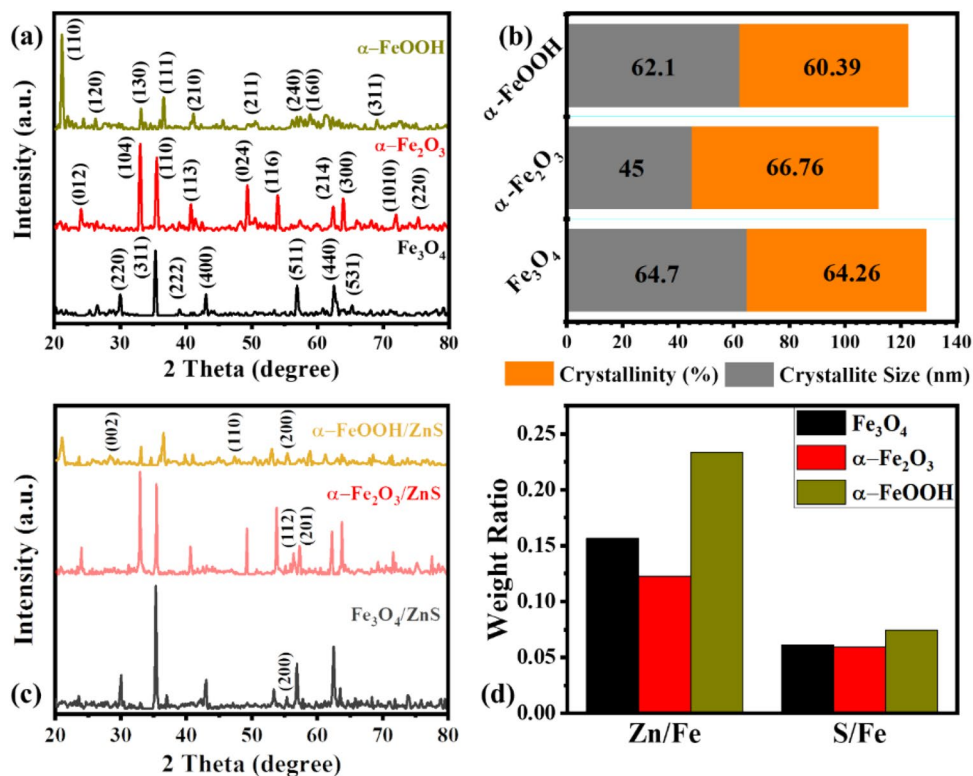 (a)
Intensity (a.u.)
α–FeOOH
(110)
(120)
(130)
(111)
(210)
(211)
(240)
(160)
(311)
α–Fe₂O₃
(012)
(104)
(110)
(113)
(024)
(116)
(214)
(300)
(1010)
(220)
Fe₃O₄
(220)
(311)
(222)
(400)
(511)
(440)
(531)
20 30 40 50 60 70 80
2 Theta (degree)
(b)
α-FeOOH
62.1 60.39
α-Fe₂O₃
45 66.76
Fe₃O₄
64.7 64.26
0 20 40 60 80 100 120 140
Crystallinity (%) Crystallite Size (nm)
(c)
Intensity (a.u.)
α–FeOOH/ZnS
(002)
(110)
(200)
α–Fe₂O₃/ZnS
(112)
(201)
Fe₃O₄/ZnS
(200)
20 30 40 50 60 70 80
2 Theta (degree)
(d)
Weight Ratio
0.25
0.20
0.15
0.10
0.05
0.00
Fe₃O₄
α–Fe₂O₃
α–FeOOH
Zn/Fe S/Fe